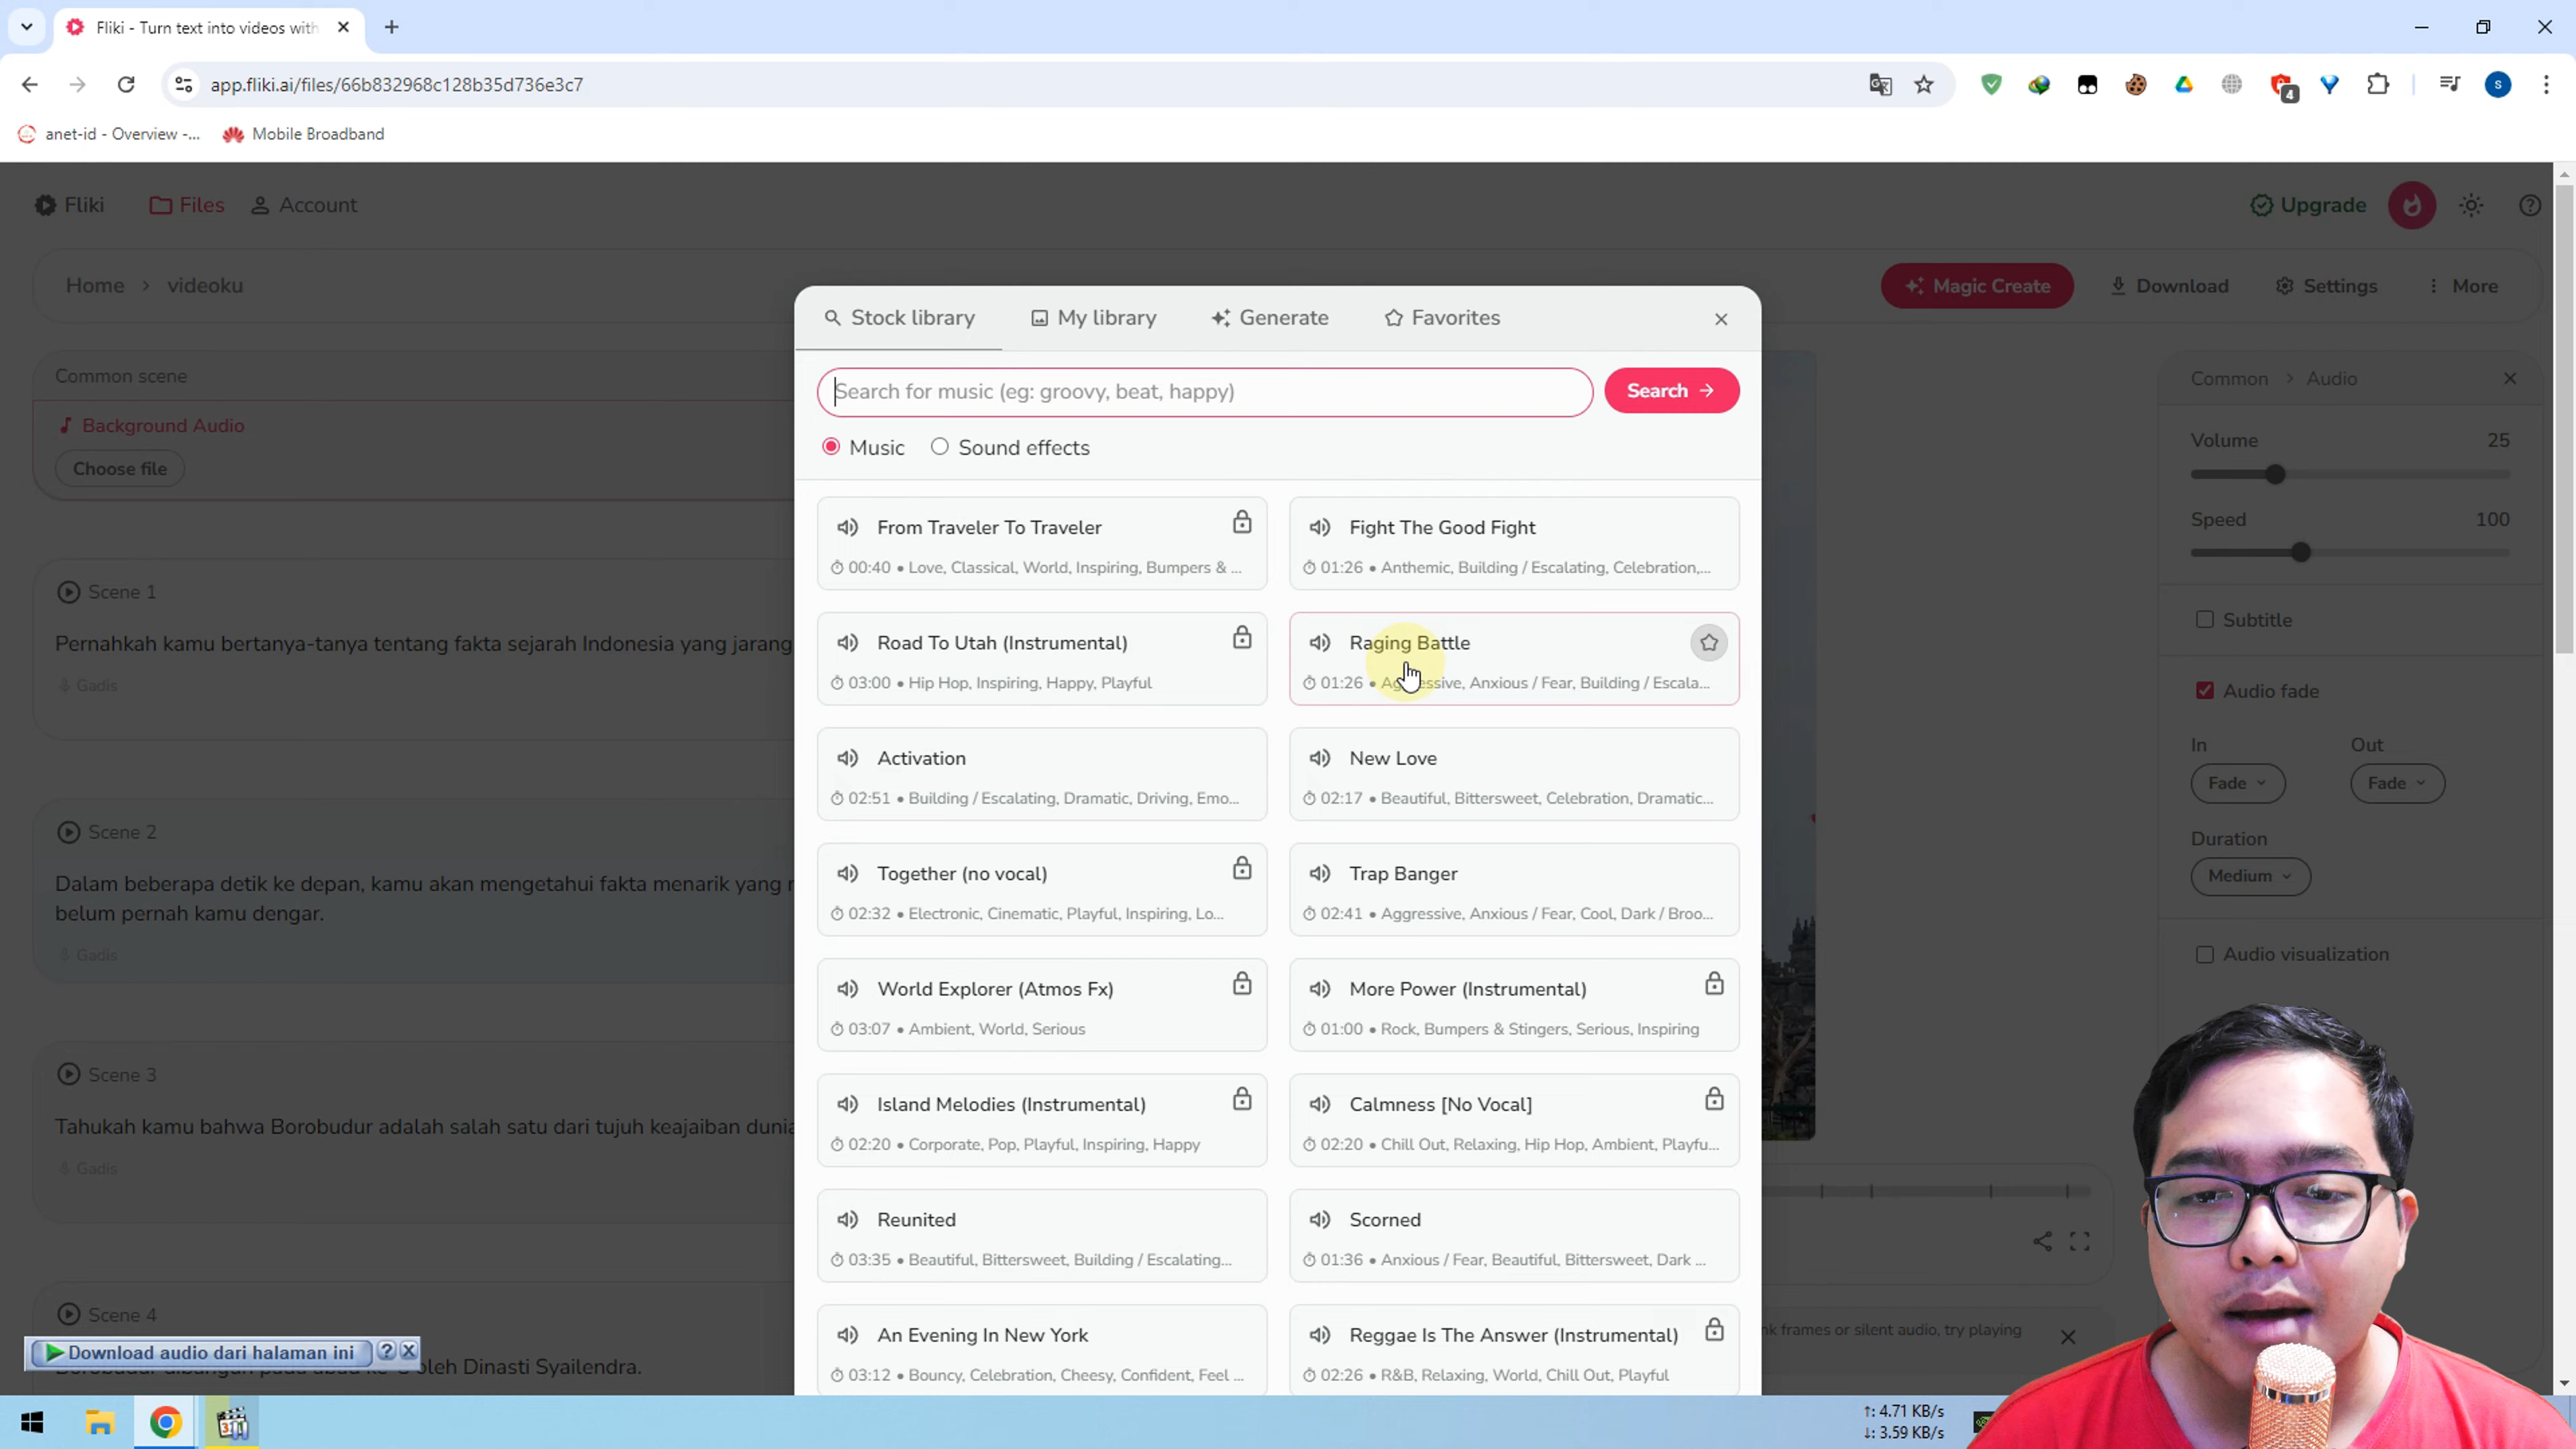 Fliki - Turn text into videos with
app.fliki.ai/files/66b832968c128b35d736e3c7
4
S
anet-id - Overview -...
Mobile Broadband
Fliki
Files
Account
Upgrade
Home > videoku
Magic Create
Download
Settings
More
Common scene
Background Audio
Choose file
Scene 1
Pernahkah kamu bertanya-tanya tentang fakta sejarah Indonesia yang jarang
Gadis
Scene 2
Dalam beberapa detik ke depan, kamu akan mengetahui fakta menarik yang
belum pernah kamu dengar.
Gadis
Scene 3
Tahukah kamu bahwa Borobudur adalah salah satu dari tujuh keajaiban dunia
Gadis
Scene 4
oleh Dinasti Syailendra.
Download audio dari halaman ini
Stock library
My library
Generate
Favorites
Search for music (eg: groovy, beat, happy)
Search →
Music
Sound effects
From Traveler To Traveler
00:40 • Love, Classical, World, Inspiring, Bumpers & ...
Fight The Good Fight
01:26 • Anthemic, Building / Escalating, Celebration,...
Road To Utah (Instrumental)
03:00 • Hip Hop, Inspiring, Happy, Playful
Raging Battle
01:26 • Aggressive, Anxious / Fear, Building / Escala...
Activation
02:51 • Building / Escalating, Dramatic, Driving, Emo...
New Love
02:17 • Beautiful, Bittersweet, Celebration, Dramatic...
Together (no vocal)
02:32 • Electronic, Cinematic, Playful, Inspiring, Lo...
Trap Banger
02:41 • Aggressive, Anxious / Fear, Cool, Dark / Broo...
World Explorer (Atmos Fx)
03:07 • Ambient, World, Serious
More Power (Instrumental)
01:00 • Rock, Bumpers & Stingers, Serious, Inspiring
Island Melodies (Instrumental)
02:20 • Corporate, Pop, Playful, Inspiring, Happy
Calmness [No Vocal]
02:20 • Chill Out, Relaxing, Hip Hop, Ambient, Playfu...
Reunited
03:35 • Beautiful, Bittersweet, Building / Escalating...
Scorned
01:36 • Anxious / Fear, Beautiful, Bittersweet, Dark ...
An Evening In New York
03:12 • Bouncy, Celebration, Cheesy, Confident, Feel ...
Reggae Is The Answer (Instrumental)
02:26 • R&B, Relaxing, World, Chill Out, Playful
Common > Audio
Volume 25
Speed 100
Subtitle
Audio fade
In Out
Fade Fade
Duration
Medium
Audio visualization
frames or silent audio, try playing
↑: 4.71 KB/s
↓: 3.59 KB/s